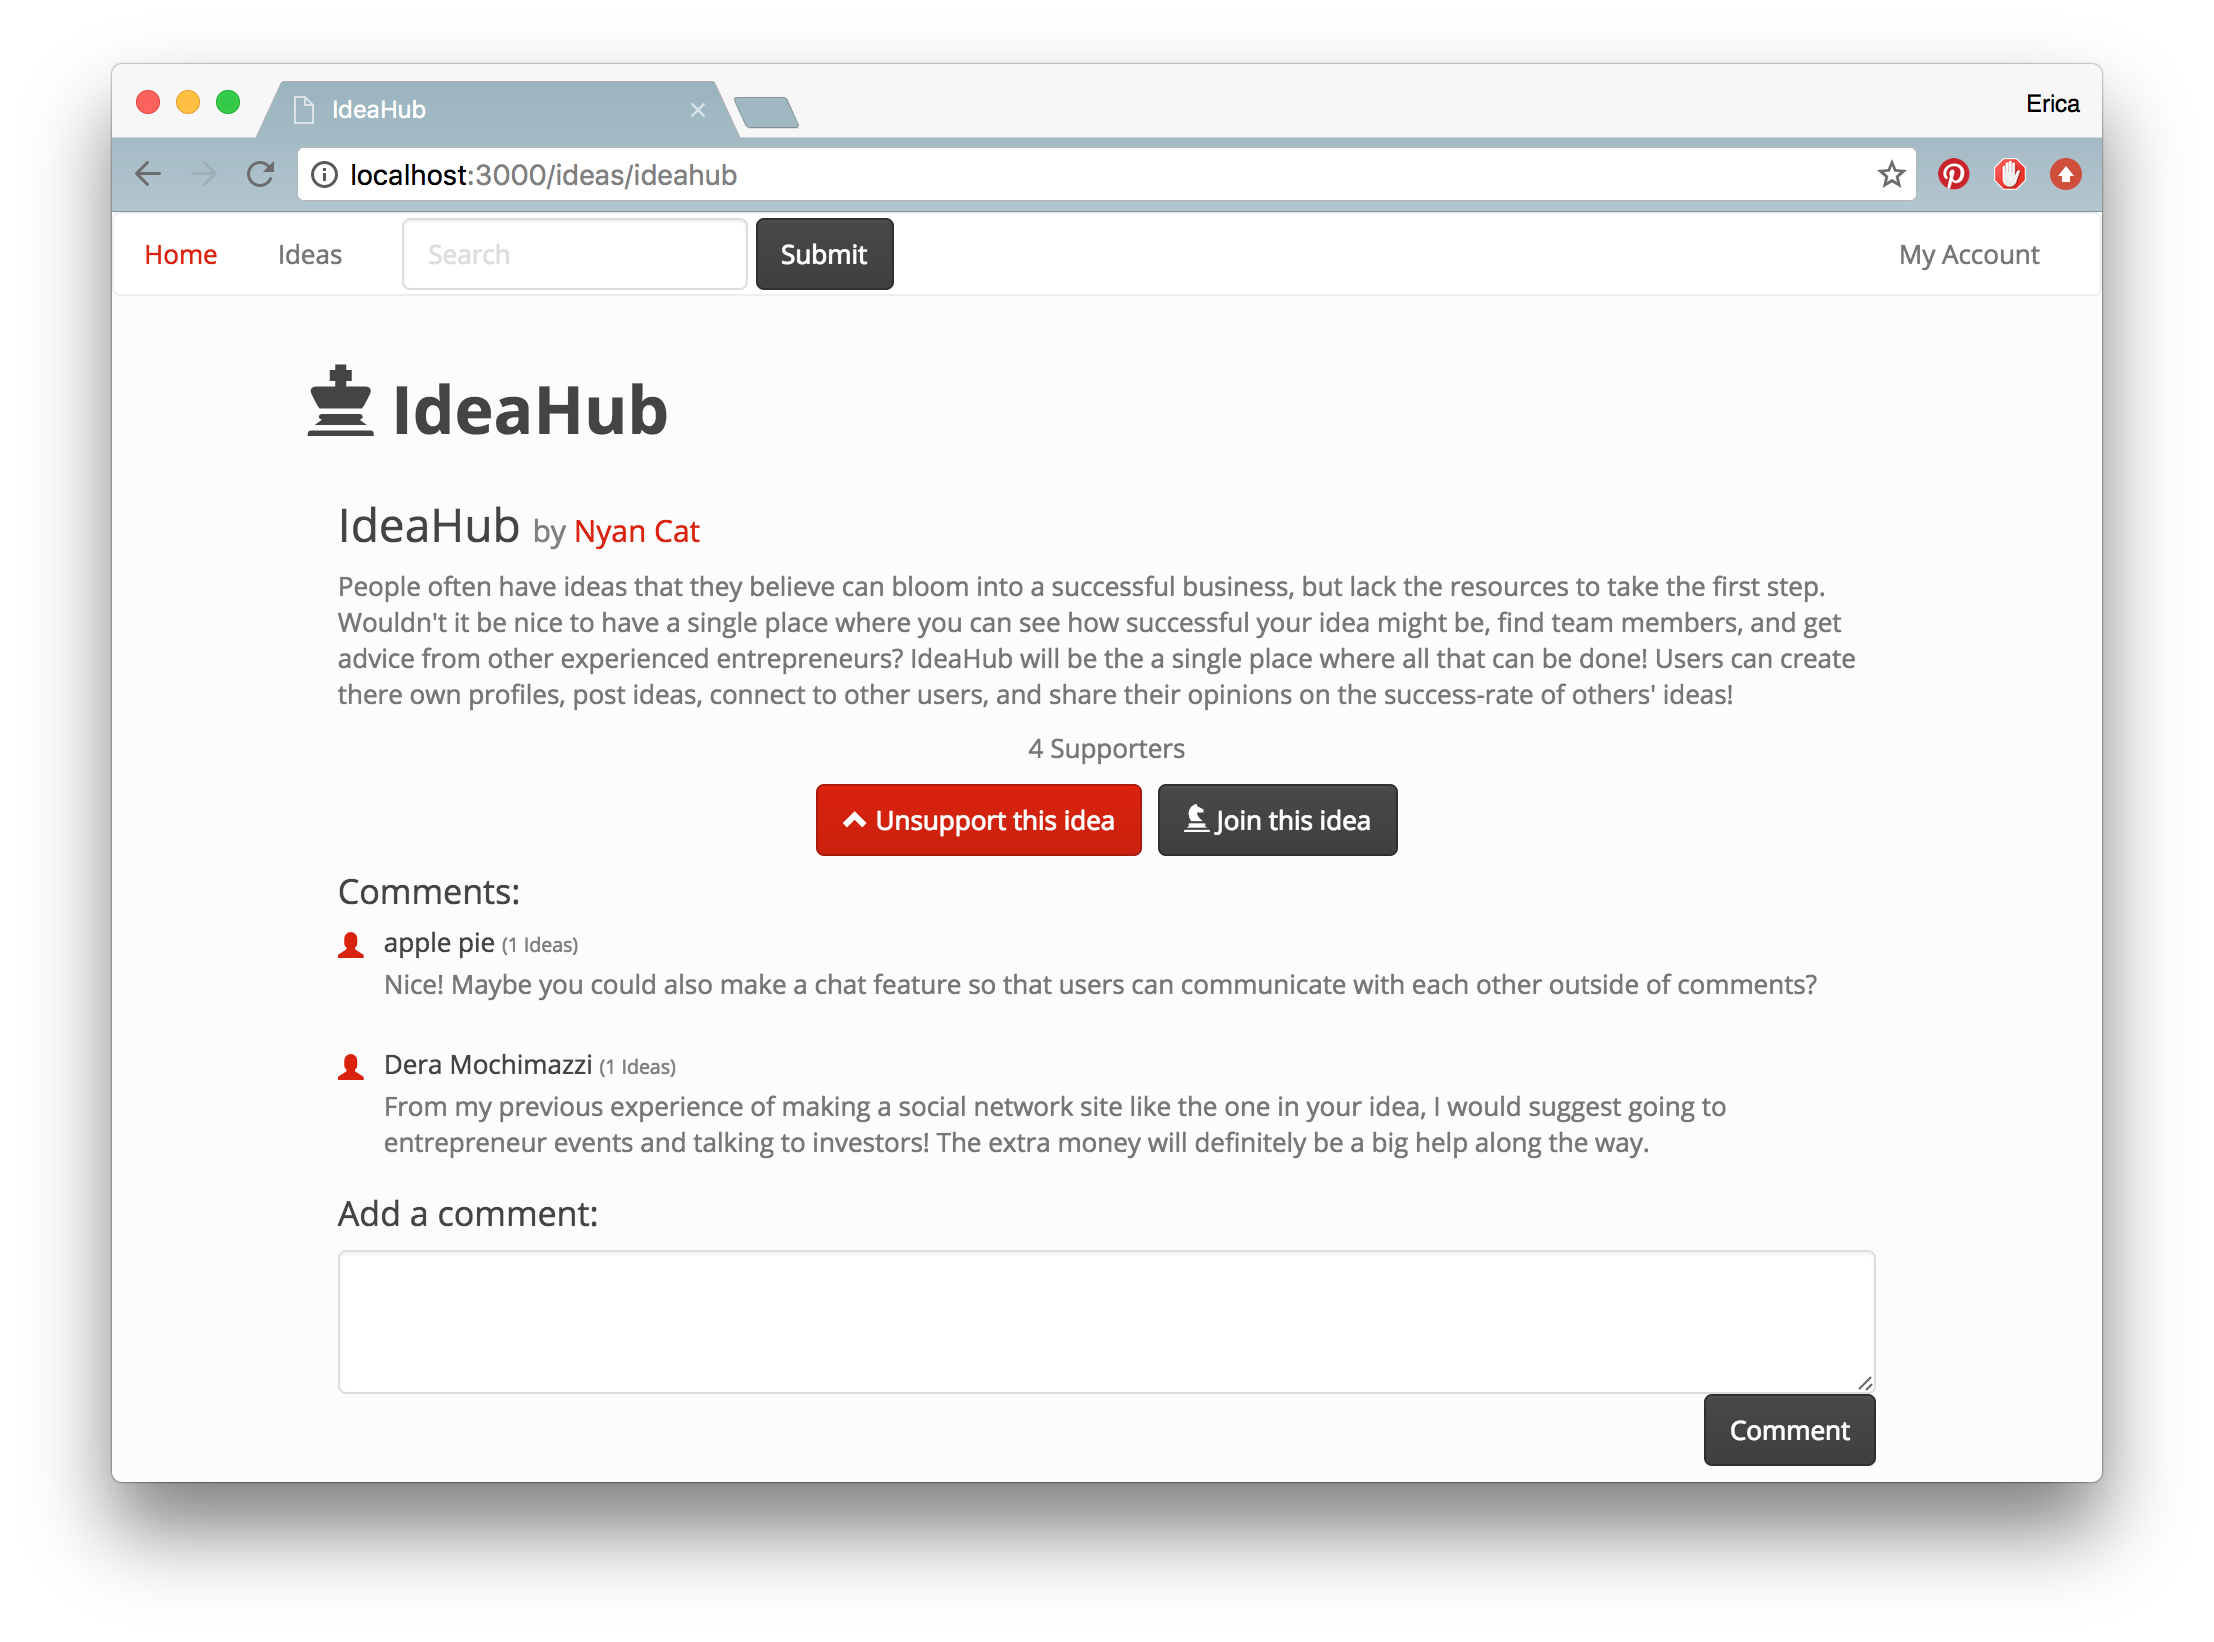 IdeaHub
Erica
localhost:3000/ideas/ideahub
Home Ideas Search Submit My Account
IdeaHub
IdeaHub by Nyan Cat
People often have ideas that they believe can bloom into a successful business, but lack the resources to take the first step.
Wouldn't it be nice to have a single place where you can see how successful your idea might be, find team members, and get
advice from other experienced entrepreneurs? IdeaHub will be the a single place where all that can be done! Users can create
there own profiles, post ideas, connect to other users, and share their opinions on the success-rate of others' ideas!
4 Supporters
Unsupport this idea Join this idea
Comments:
apple pie (1 Ideas)
Nice! Maybe you could also make a chat feature so that users can communicate with each other outside of comments?
Dera Mochimazzi (1 Ideas)
From my previous experience of making a social network site like the one in your idea, I would suggest going to
entrepreneur events and talking to investors! The extra money will definitely be a big help along the way.
Add a comment:
Comment